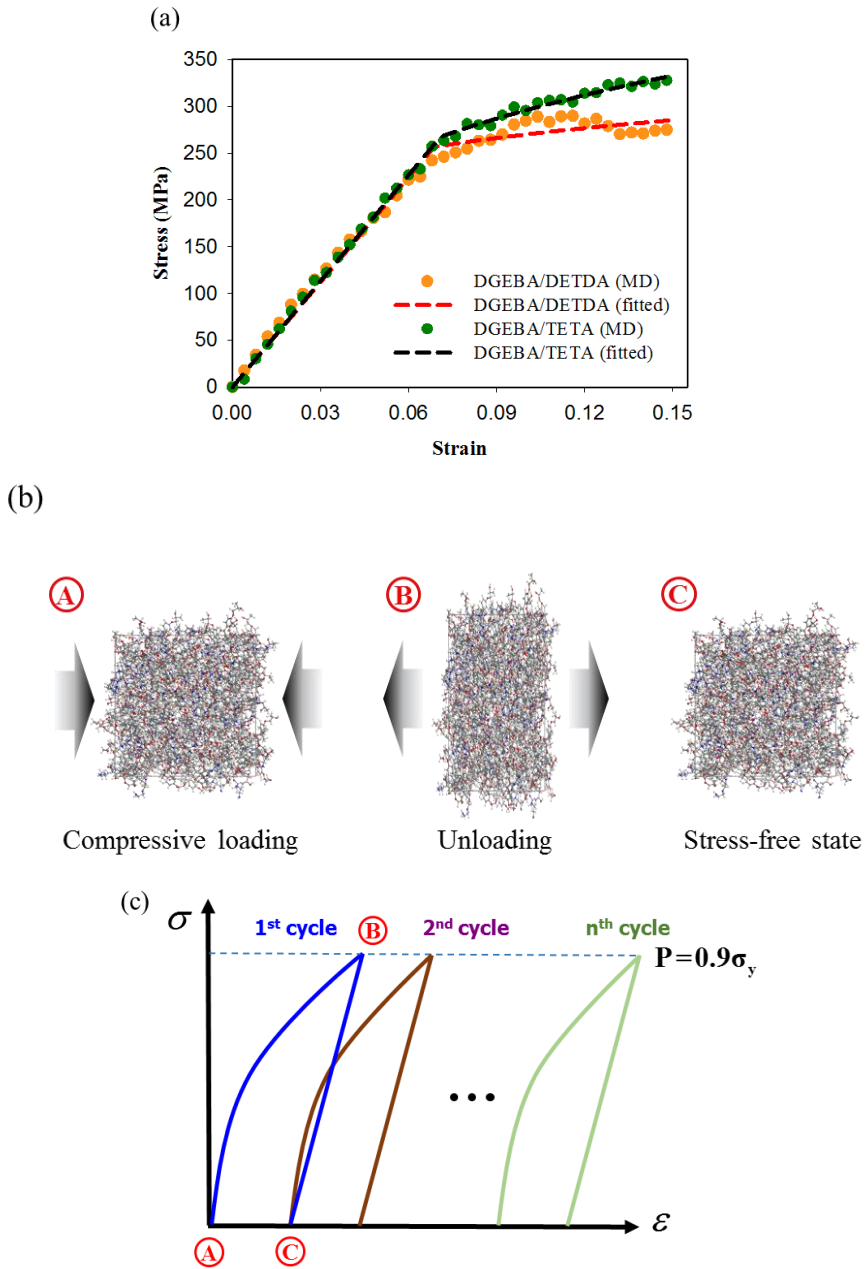 (a)
350
300
250
200
150
100
50
0
Stress (MPa)
DGEBA/DETDA (MD)
DGEBA/DETDA (fitted)
DGEBA/TETA (MD)
DGEBA/TETA (fitted)
0.00 0.03 0.06 0.09 0.12 0.15
Strain
(b)
A B C
Compressive loading Unloading Stress-free state
(c)
σ 1st cycle B 2nd cycle nth cycle
P=0.9σy
...
ε
A C